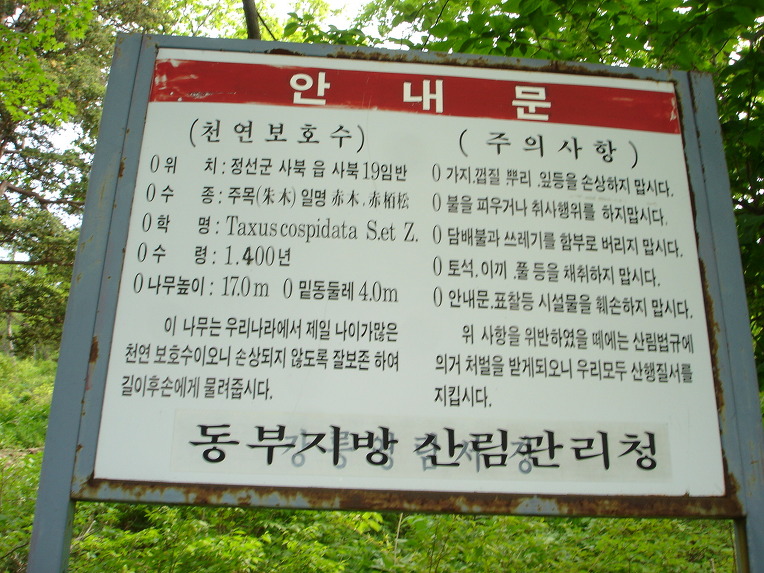 안 내 문
(천연보호수)
0 위 치 : 정선군 사북 읍 사북 19임반
0 수 종 : 주목(朱木) 일명 赤木, 赤栢松
0 학 명 : Taxus cospidata S.et Z.
0 수 령 : 1.400년
0 나무높이 : 17.0m 0 밑동둘레 4.0m
이 나무는 우리나라에서 제일 나이가많은
천연 보호수이오니 손상되지 않도록 잘보존 하여
길이후손에게 물려줍시다.
( 주의사항 )
0 가지.껍질 뿌리 .잎등을 손상하지 맙시다.
0 불을 피우거나 취사행위를 하지맙시다.
0 담배불과 쓰레기를 함부로 버리지 맙시다.
0 토석.이끼 .풀 등을 채취하지 맙시다.
0 안내문.표찰등 시설물을 훼손하지 맙시다.
위 사항을 위반하였을 떼에는 산림법규에
의거 처벌을 받게되오니 우리모두 산행질서를
지킵시다.
동부지방 산림관리청